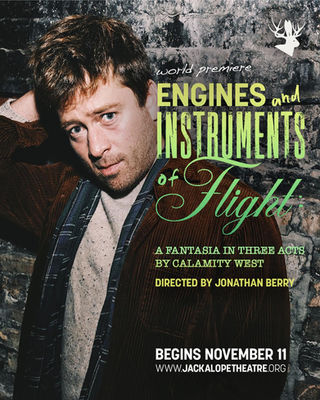 world premiere
ENGINES and
INSTRUMENTS
of Flight
A FANTASIA IN THREE ACTS
BY CALAMITY WEST
DIRECTED BY JONATHAN BERRY
BEGINS NOVEMBER 11
WWW.JACKALOPETHEATRE.ORG